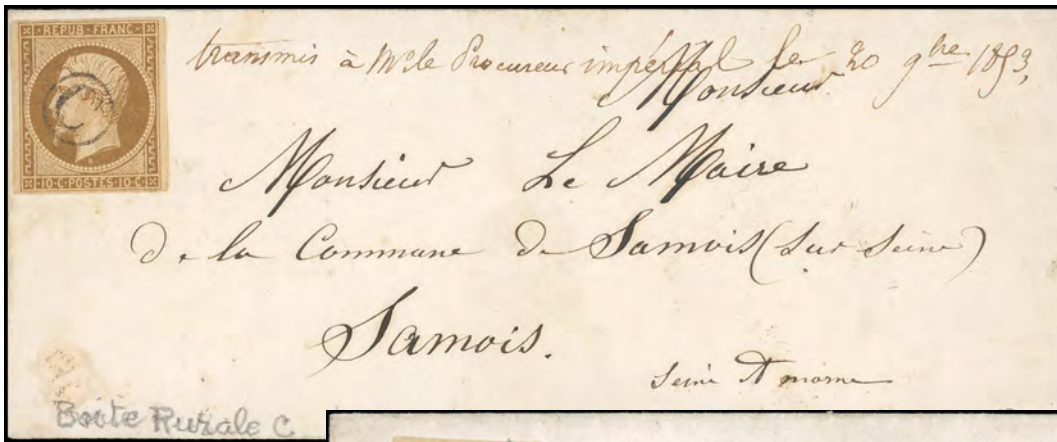 REPUB FRANC
transmis à Mr le Procureur impérial le 20 9bre 1853,
Monsieur
Monsieur Le Maire
de la Commune de Samois (sur Seine)
Samois.
Seine et marne
10·C·POSTES·10·C
Boite Rurale C